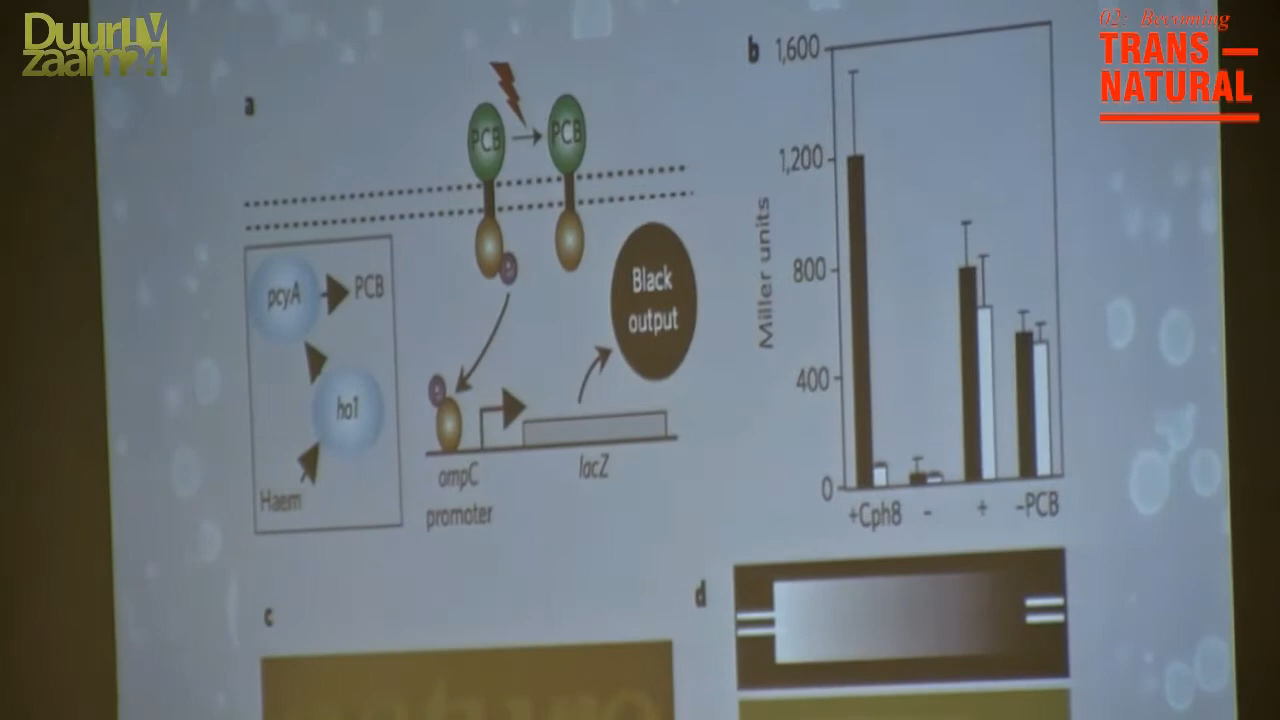 Duurzaam24
02: Becoming
TRANS—
NATURAL
a
PCB
PCB
pcyA
PCB
ho1
Haem
Black
output
ompC
promoter
lacZ
b
Miller units
1,600
1,200
800
400
0
+Cph8
-
+
-PCB
c
d